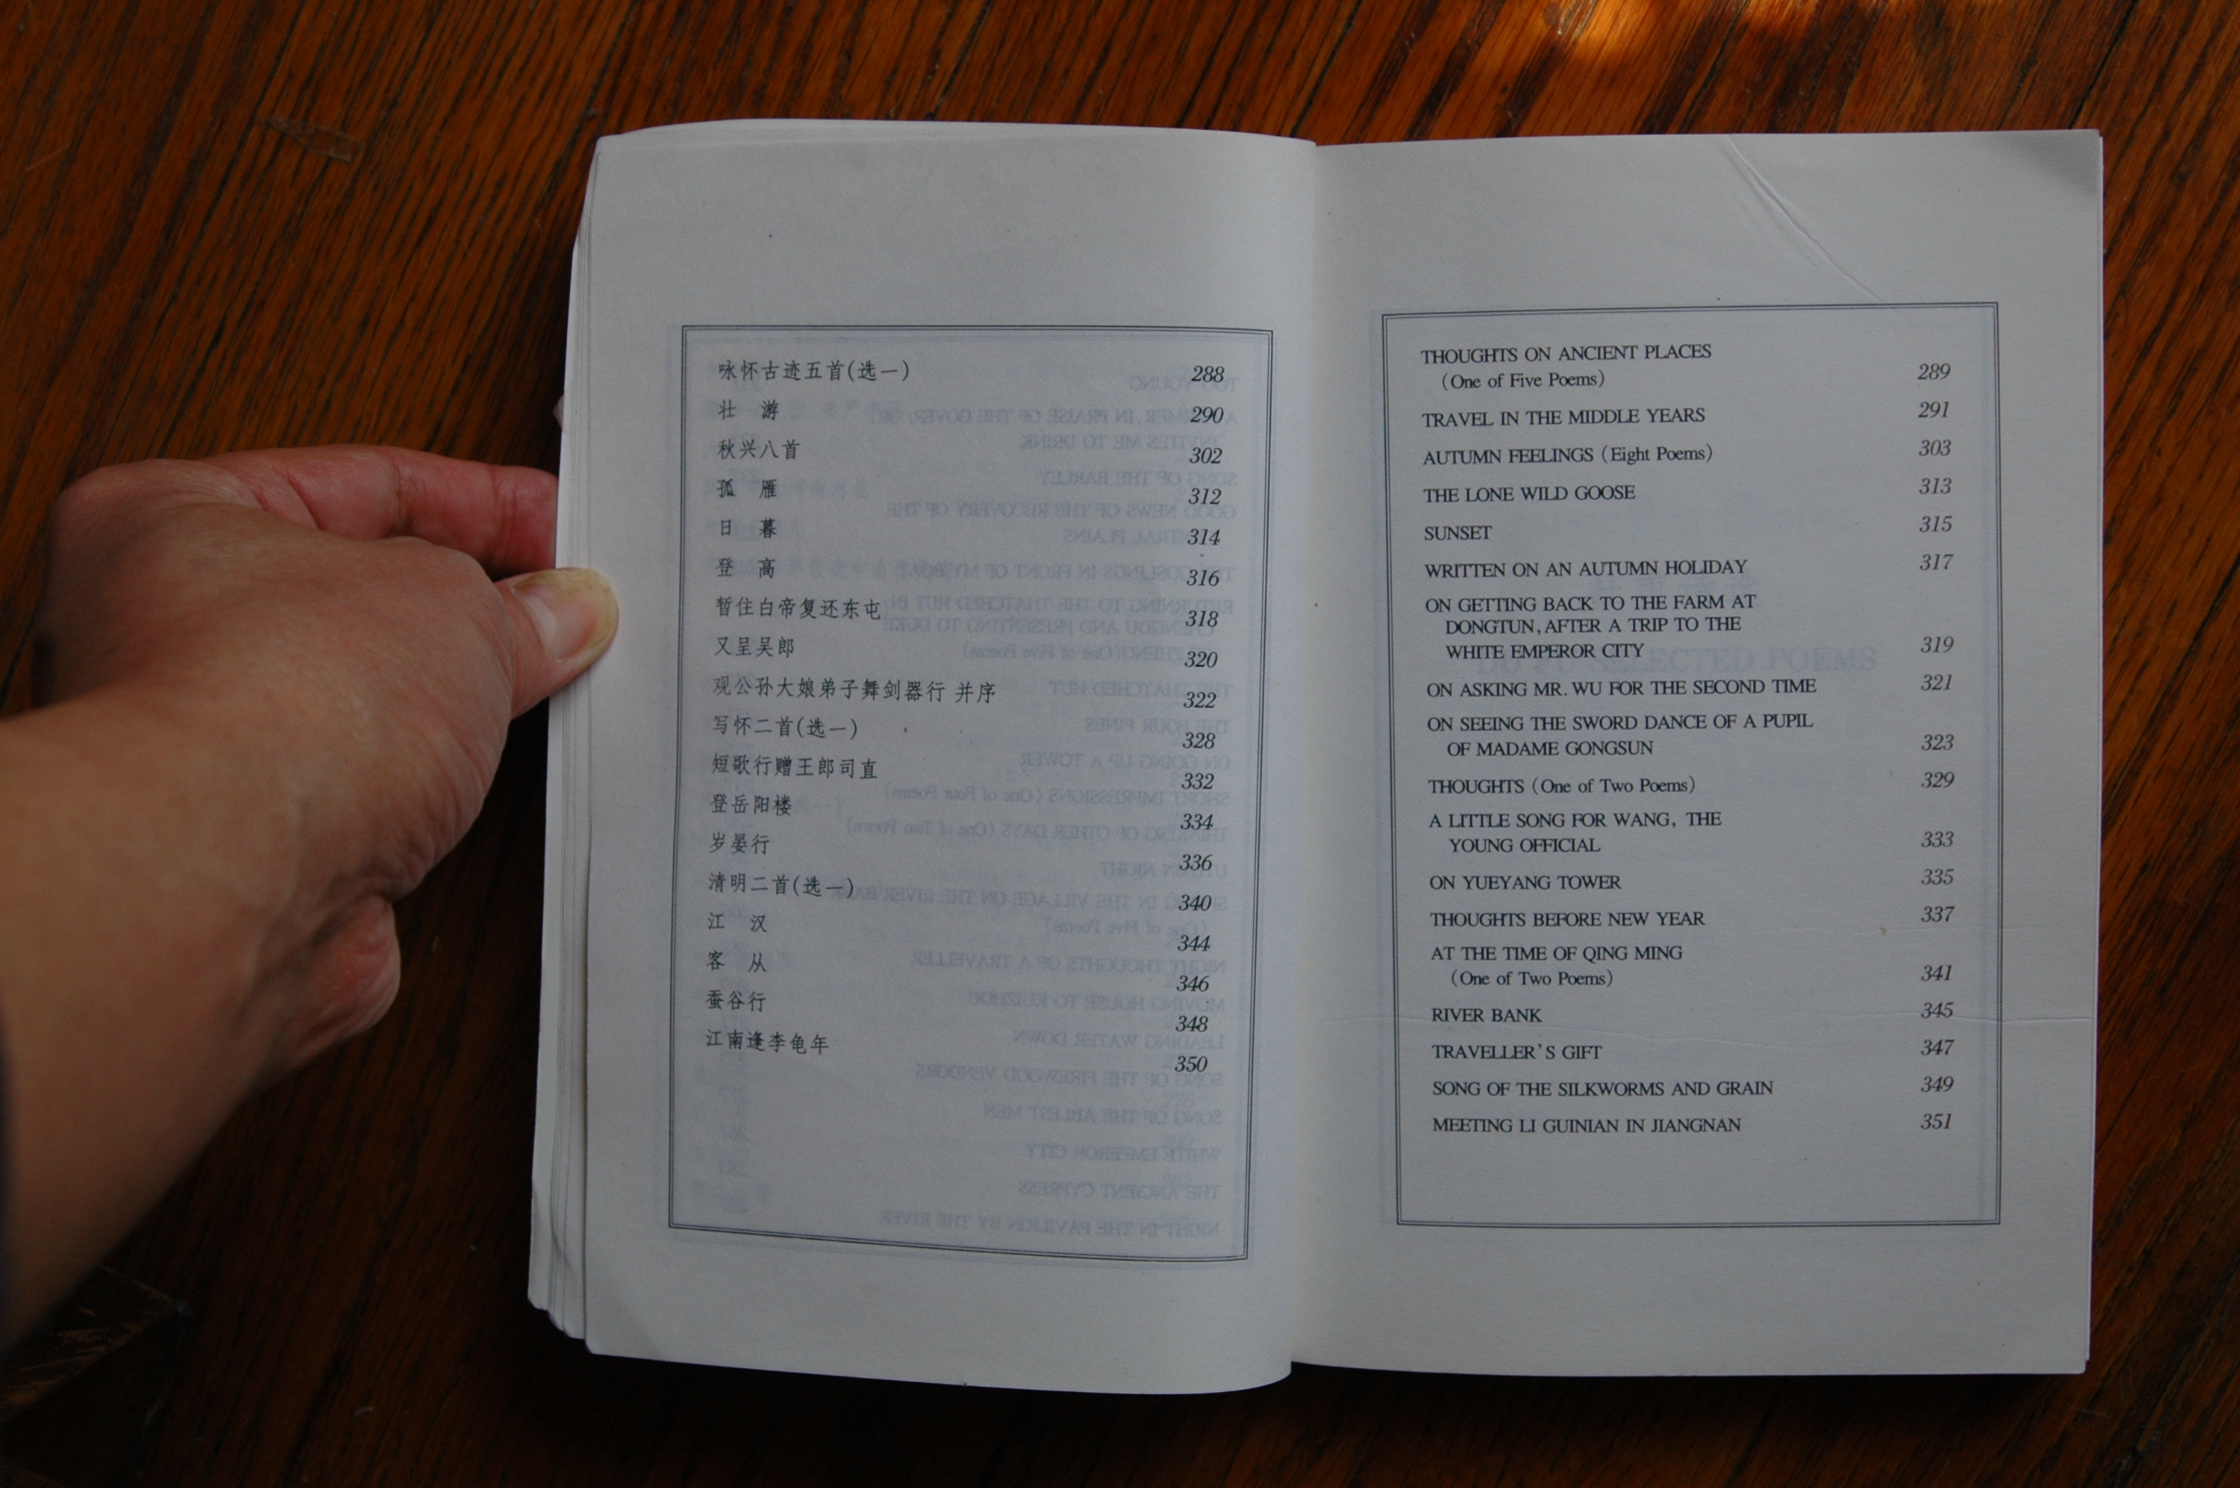 咏怀古迹五首(选一) 288
壮 游 290
秋兴八首 302
孤 雁 312
日 暮 314
登 高 316
暂住白帝复还东屯 318
又呈吴郎 320
观公孙大娘弟子舞剑器行 并序 322
写怀二首(选一) 328
短歌行赠王郎司直 332
登岳阳楼 334
岁晏行 336
清明二首(选一) 340
江 汉 344
客 从 346
蚕谷行 348
江南逢李龟年 350
THOUGHTS ON ANCIENT PLACES
(One of Five Poems) 289
TRAVEL IN THE MIDDLE YEARS 291
AUTUMN FEELINGS (Eight Poems) 303
THE LONE WILD GOOSE 313
SUNSET 315
WRITTEN ON AN AUTUMN HOLIDAY 317
ON GETTING BACK TO THE FARM AT
DONGTUN, AFTER A TRIP TO THE
WHITE EMPEROR CITY 319
ON ASKING MR. WU FOR THE SECOND TIME 321
ON SEEING THE SWORD DANCE OF A PUPIL
OF MADAME GONGSUN 323
THOUGHTS (One of Two Poems) 329
A LITTLE SONG FOR WANG, THE
YOUNG OFFICIAL 333
ON YUEYANG TOWER 335
THOUGHTS BEFORE NEW YEAR 337
AT THE TIME OF QING MING
(One of Two Poems) 341
RIVER BANK 345
TRAVELLER'S GIFT 347
SONG OF THE SILKWORMS AND GRAIN 349
MEETING LI GUINIAN IN JIANGNAN 351